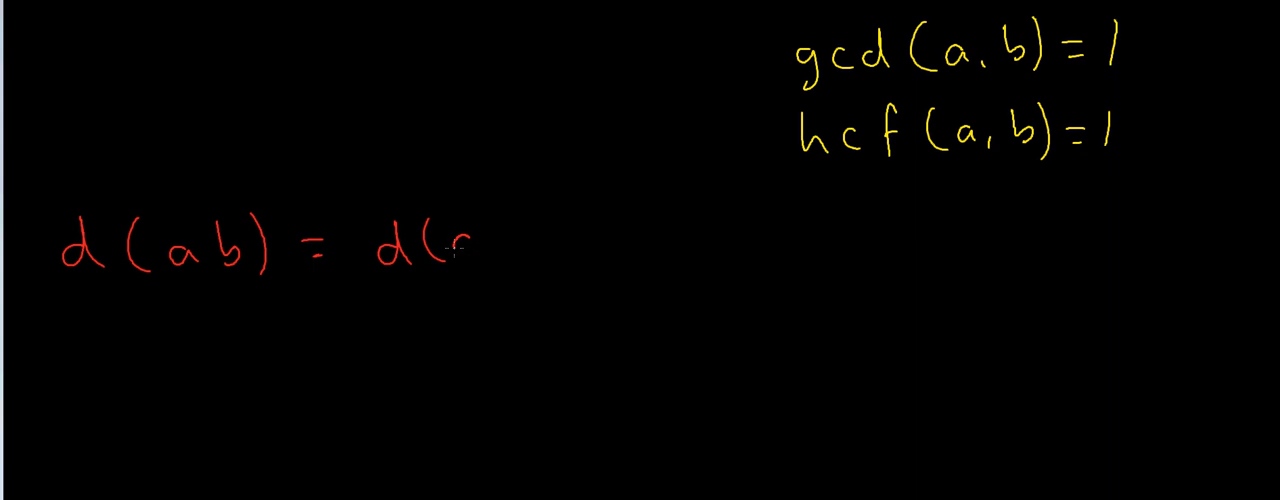 gcd (a, b) = 1
hcf (a, b) = 1
d (ab) = d(